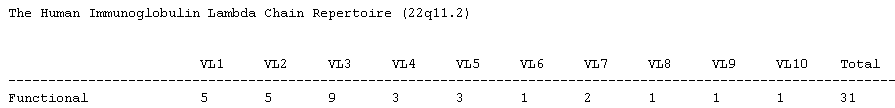 The Human Immunoglobulin Lambda Chain Repertoire (22q11.2)
VL1 VL2 VL3 VL4 VL5 VL6 VL7 VL8 VL9 VL10 Total
Functional 5 5 9 3 3 1 2 1 1 1 31